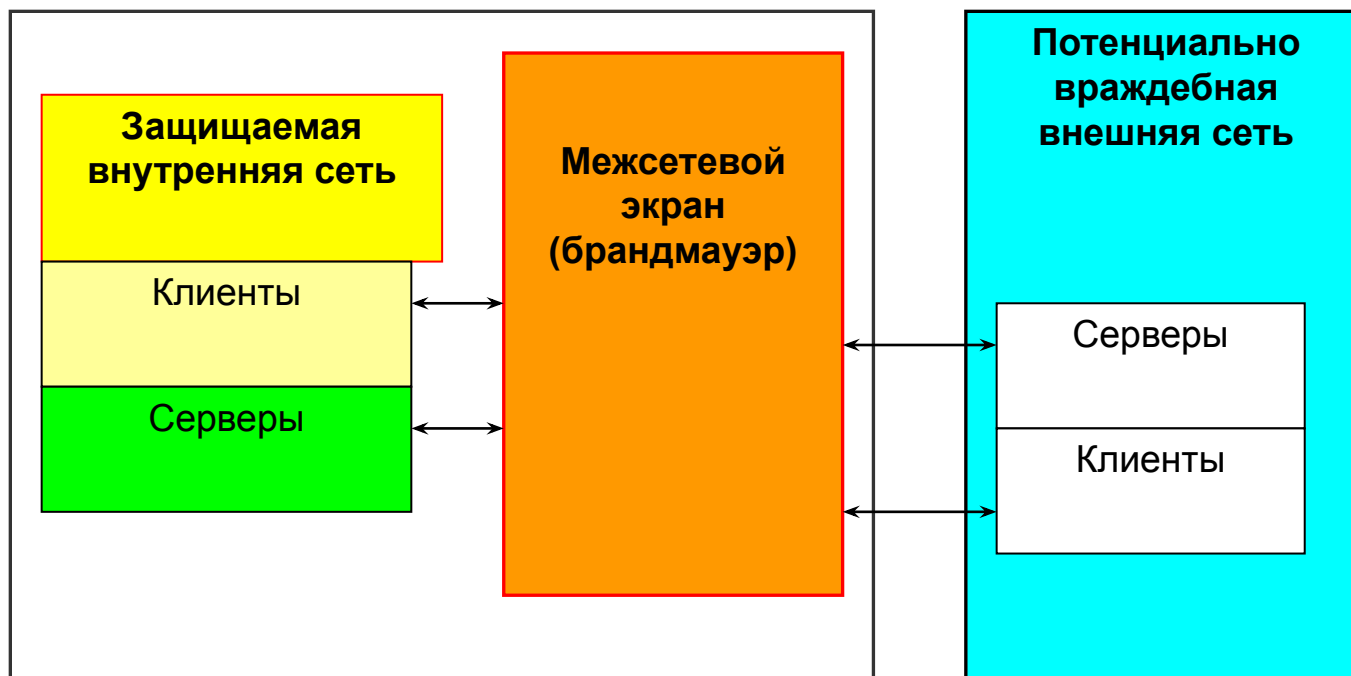 Защищаемая
внутренняя сеть
Клиенты
Серверы
Межсетевой
экран
(брандмауэр)
Потенциально
враждебная
внешняя сеть
Серверы
Клиенты